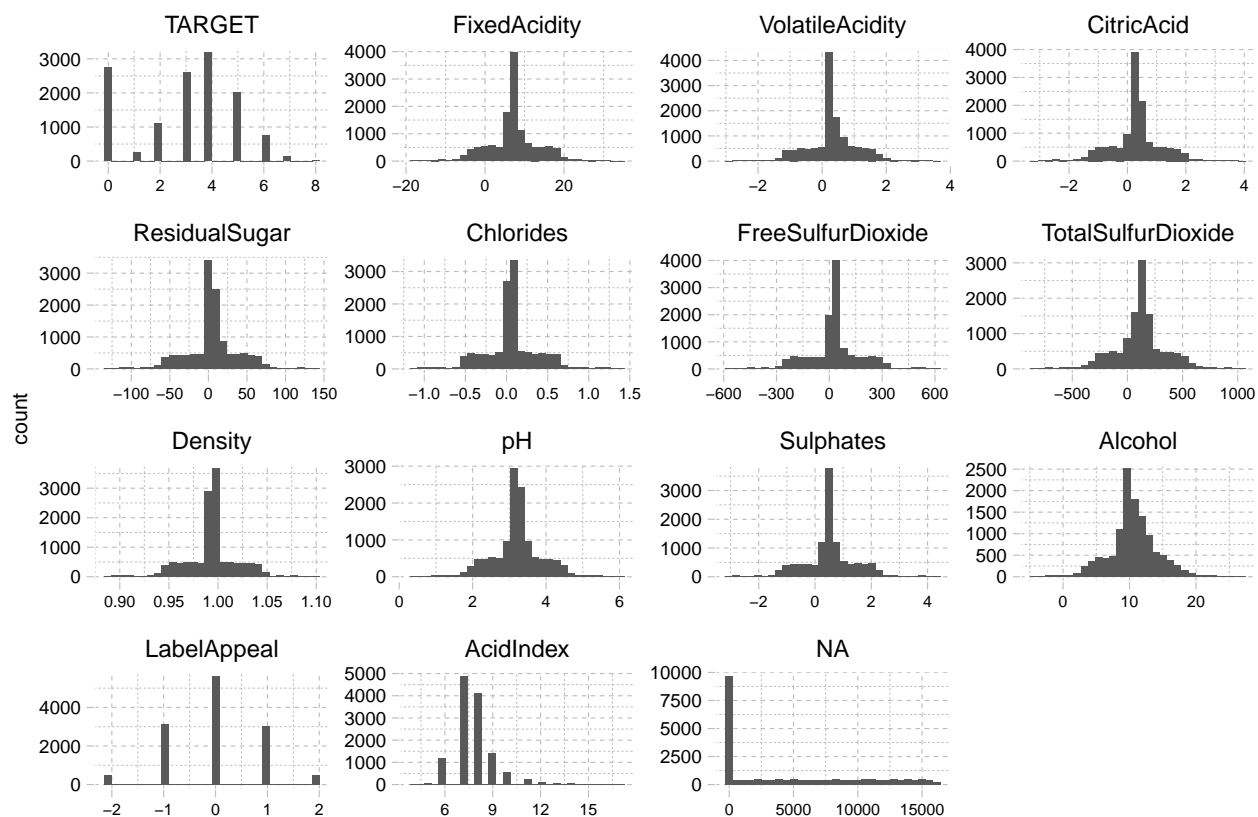 TARGET
FixedAcidity
VolatileAcidity
CitricAcid
3000
2000
1000
0
0 2 4 6 8
4000
3000
2000
1000
0
−20 0 20
4000
3000
2000
1000
0
−2 0 2 4
4000
3000
2000
1000
0
−2 0 2 4
ResidualSugar
Chlorides
FreeSulfurDioxide
TotalSulfurDioxide
3000
2000
1000
0
−100 −50 0 50 100 150
3000
2000
1000
0
−1.0 −0.5 0.0 0.5 1.0 1.5
4000
3000
2000
1000
0
−600 −300 0 300 600
3000
2000
1000
0
−500 0 500 1000
count
Density
pH
Sulphates
Alcohol
3000
2000
1000
0
0.90 0.95 1.00 1.05 1.10
3000
2000
1000
0
0 2 4 6
3000
2000
1000
0
−2 0 2 4
2500
2000
1500
1000
500
0
0 10 20
LabelAppeal
AcidIndex
NA
4000
2000
0
−2 −1 0 1 2
5000
4000
3000
2000
1000
0
6 9 12 15
10000
7500
5000
2500
0
0 5000 10000 15000